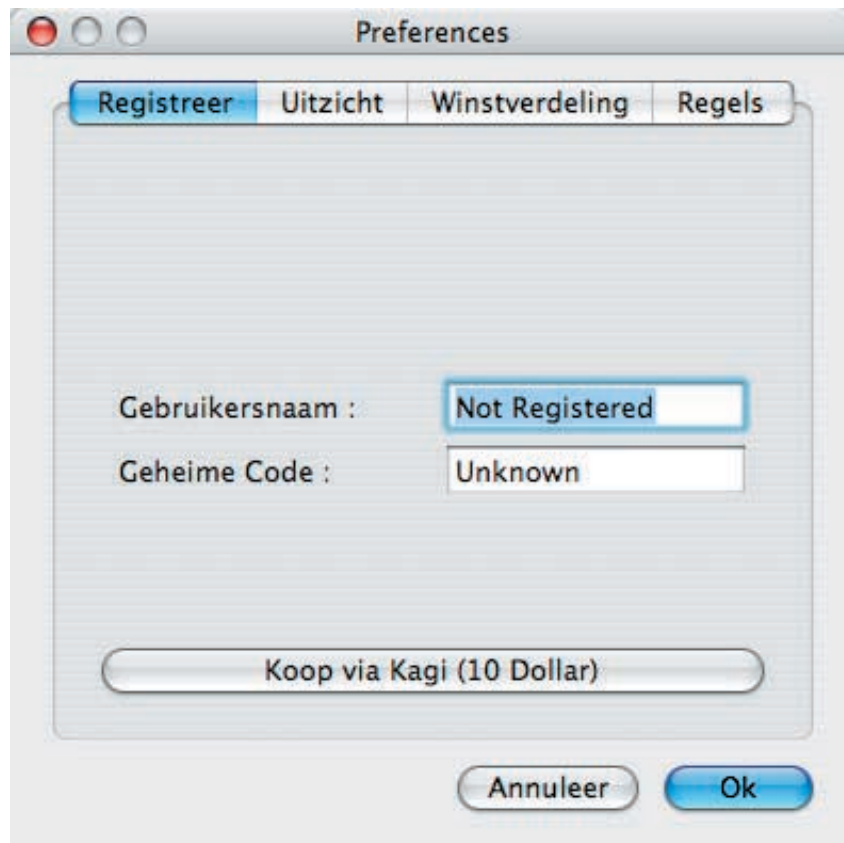 Preferences
Registreer Uitzicht Winstverdeling Regels
Gebruikersnaam : Not Registered
Geheime Code : Unknown
Koop via Kagi (10 Dollar)
Annuleer Ok